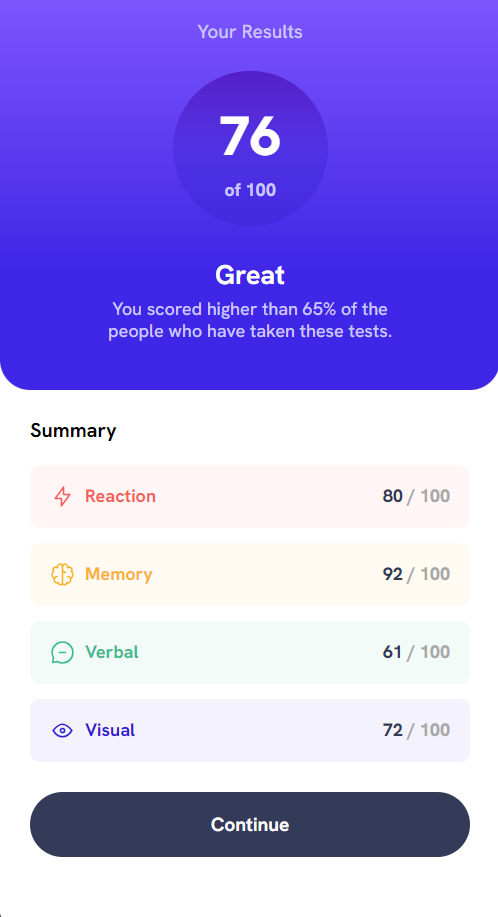 Your Results
76
of 100
Great
You scored higher than 65% of the
people who have taken these tests.
Summary
Reaction 80 / 100
Memory 92 / 100
Verbal 61 / 100
Visual 72 / 100
Continue